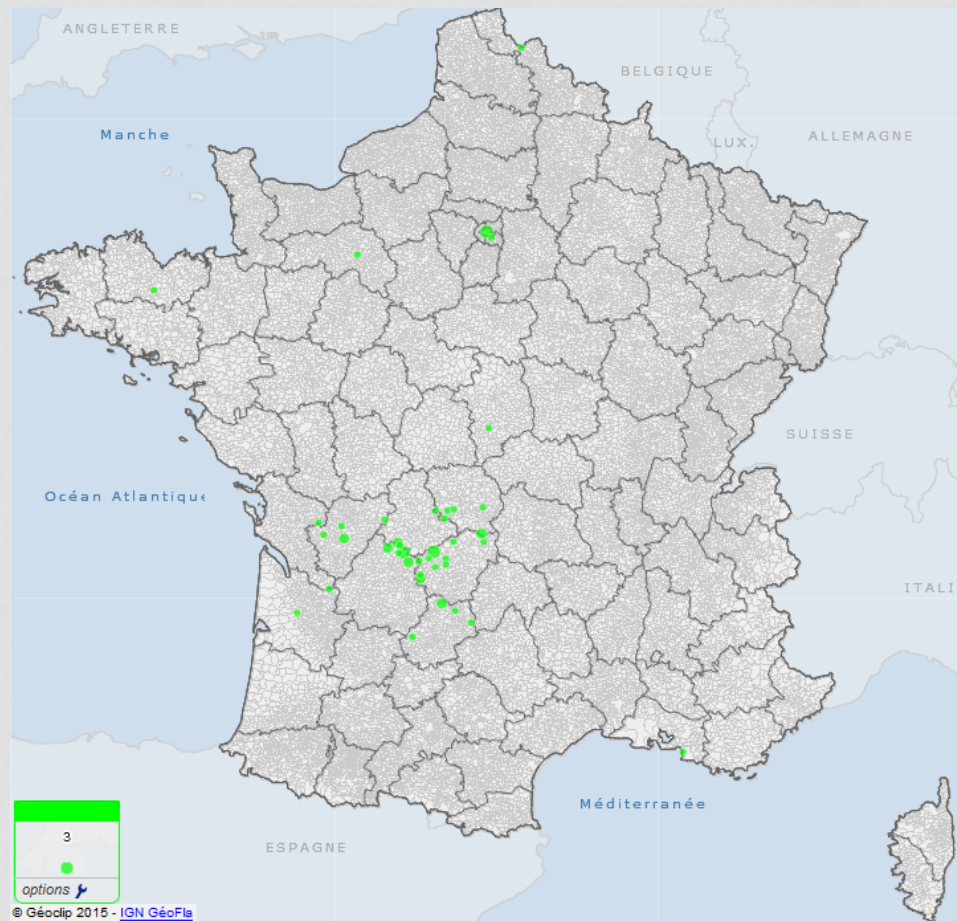 ANGLETERRE
BELGIQUE
Manche
LUX.
ALLEMAGNE
SUISSE
Océan Atlantique
ITALI
Méditerranée
ESPAGNE
3
options
© Géoclip 2015 - IGN GéoFla